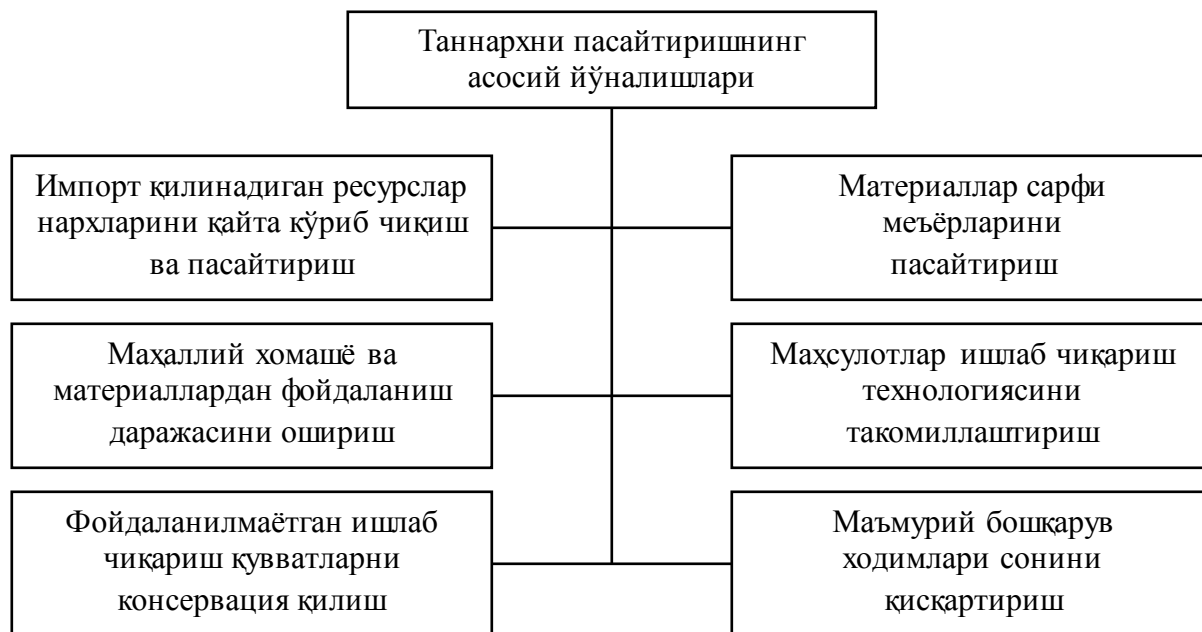 Таннархни пасайтиришнинг
асосий йўналишлари
Импорт қилинадиган ресурслар
нархларини қайта кўриб чиқиш
ва пасайтириш
Материаллар сарфи
меъёрларини
пасайтириш
Маҳаллий хомашё ва
материаллардан фойдаланиш
даражасини ошириш
Маҳсулотлар ишлаб чиқариш
технологиясини
такомиллаштириш
Фойдаланилмаётган ишлаб
чиқариш қувватларни
консервация қилиш
Маъмурий бошқарув
ходимлари сонини
қисқартириш